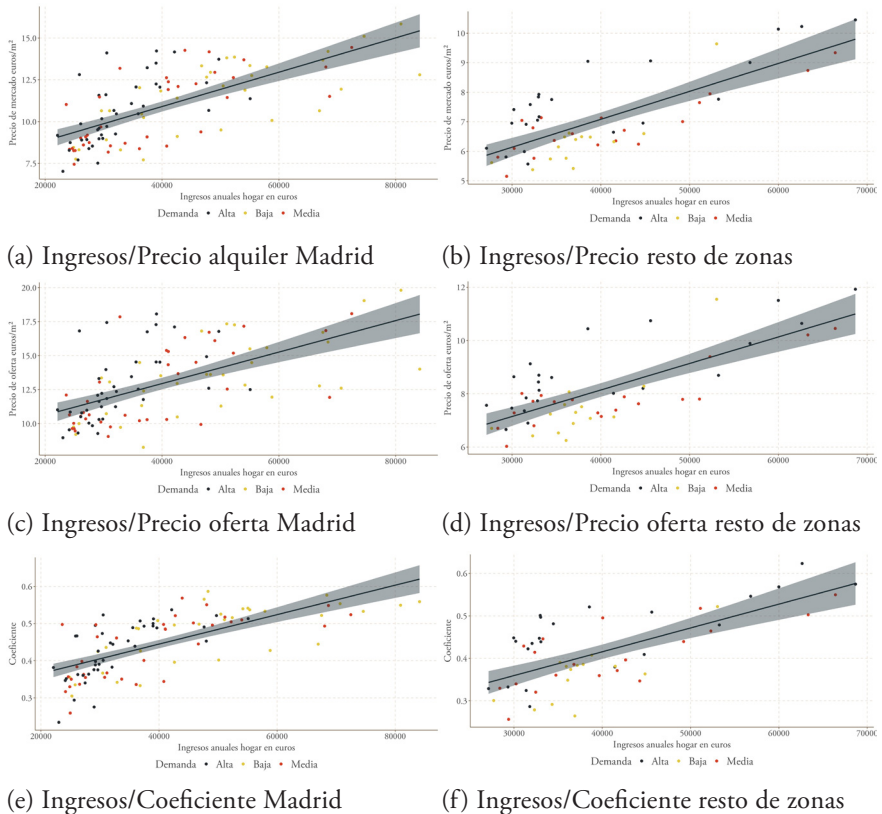 15.0
12.5
10.0
7.5
Precio de mercado euros/m²
20000 40000 60000 80000
Ingresos anuales hogar en euros
Demanda • Alta • Baja • Media
(a) Ingresos/Precio alquiler Madrid
10
9
8
7
6
5
Precio de mercado euros/m²
30000 40000 50000 60000 70000
Ingresos anuales hogar en euros
Demanda • Alta • Baja • Media
(b) Ingresos/Precio resto de zonas
20.0
17.5
15.0
12.5
10.0
Precio de oferta euros/m²
20000 40000 60000 80000
Ingresos anuales hogar en euros
Demanda • Alta • Baja • Media
(c) Ingresos/Precio oferta Madrid
12
10
8
6
Precio de oferta euros/m²
30000 40000 50000 60000 70000
Ingresos anuales hogar en euros
Demanda • Alta • Baja • Media
(d) Ingresos/Precio oferta resto de zonas
0.6
0.5
0.4
0.3
Coeficiente
20000 40000 60000 80000
Ingresos anuales hogar en euros
Demanda • Alta • Baja • Media
(e) Ingresos/Coeficiente Madrid
0.6
0.5
0.4
0.3
Coeficiente
30000 40000 50000 60000 70000
Ingresos anuales hogar en euros
Demanda • Alta • Baja • Media
(f) Ingresos/Coeficiente resto de zonas